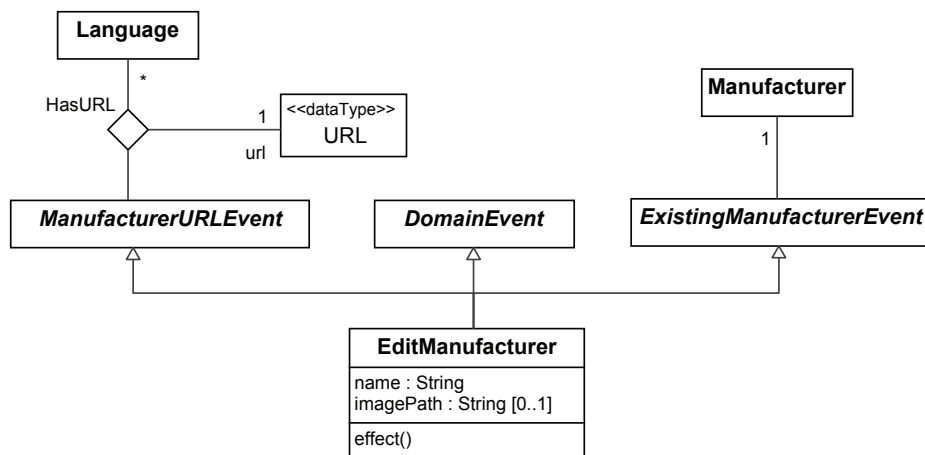 Language
*
HasURL
1
url
<<dataType>>
URL
Manufacturer
1
ManufacturerURLEvent
DomainEvent
ExistingManufacturerEvent
EditManufacturer
name : String
imagePath : String [0..1]
effect()